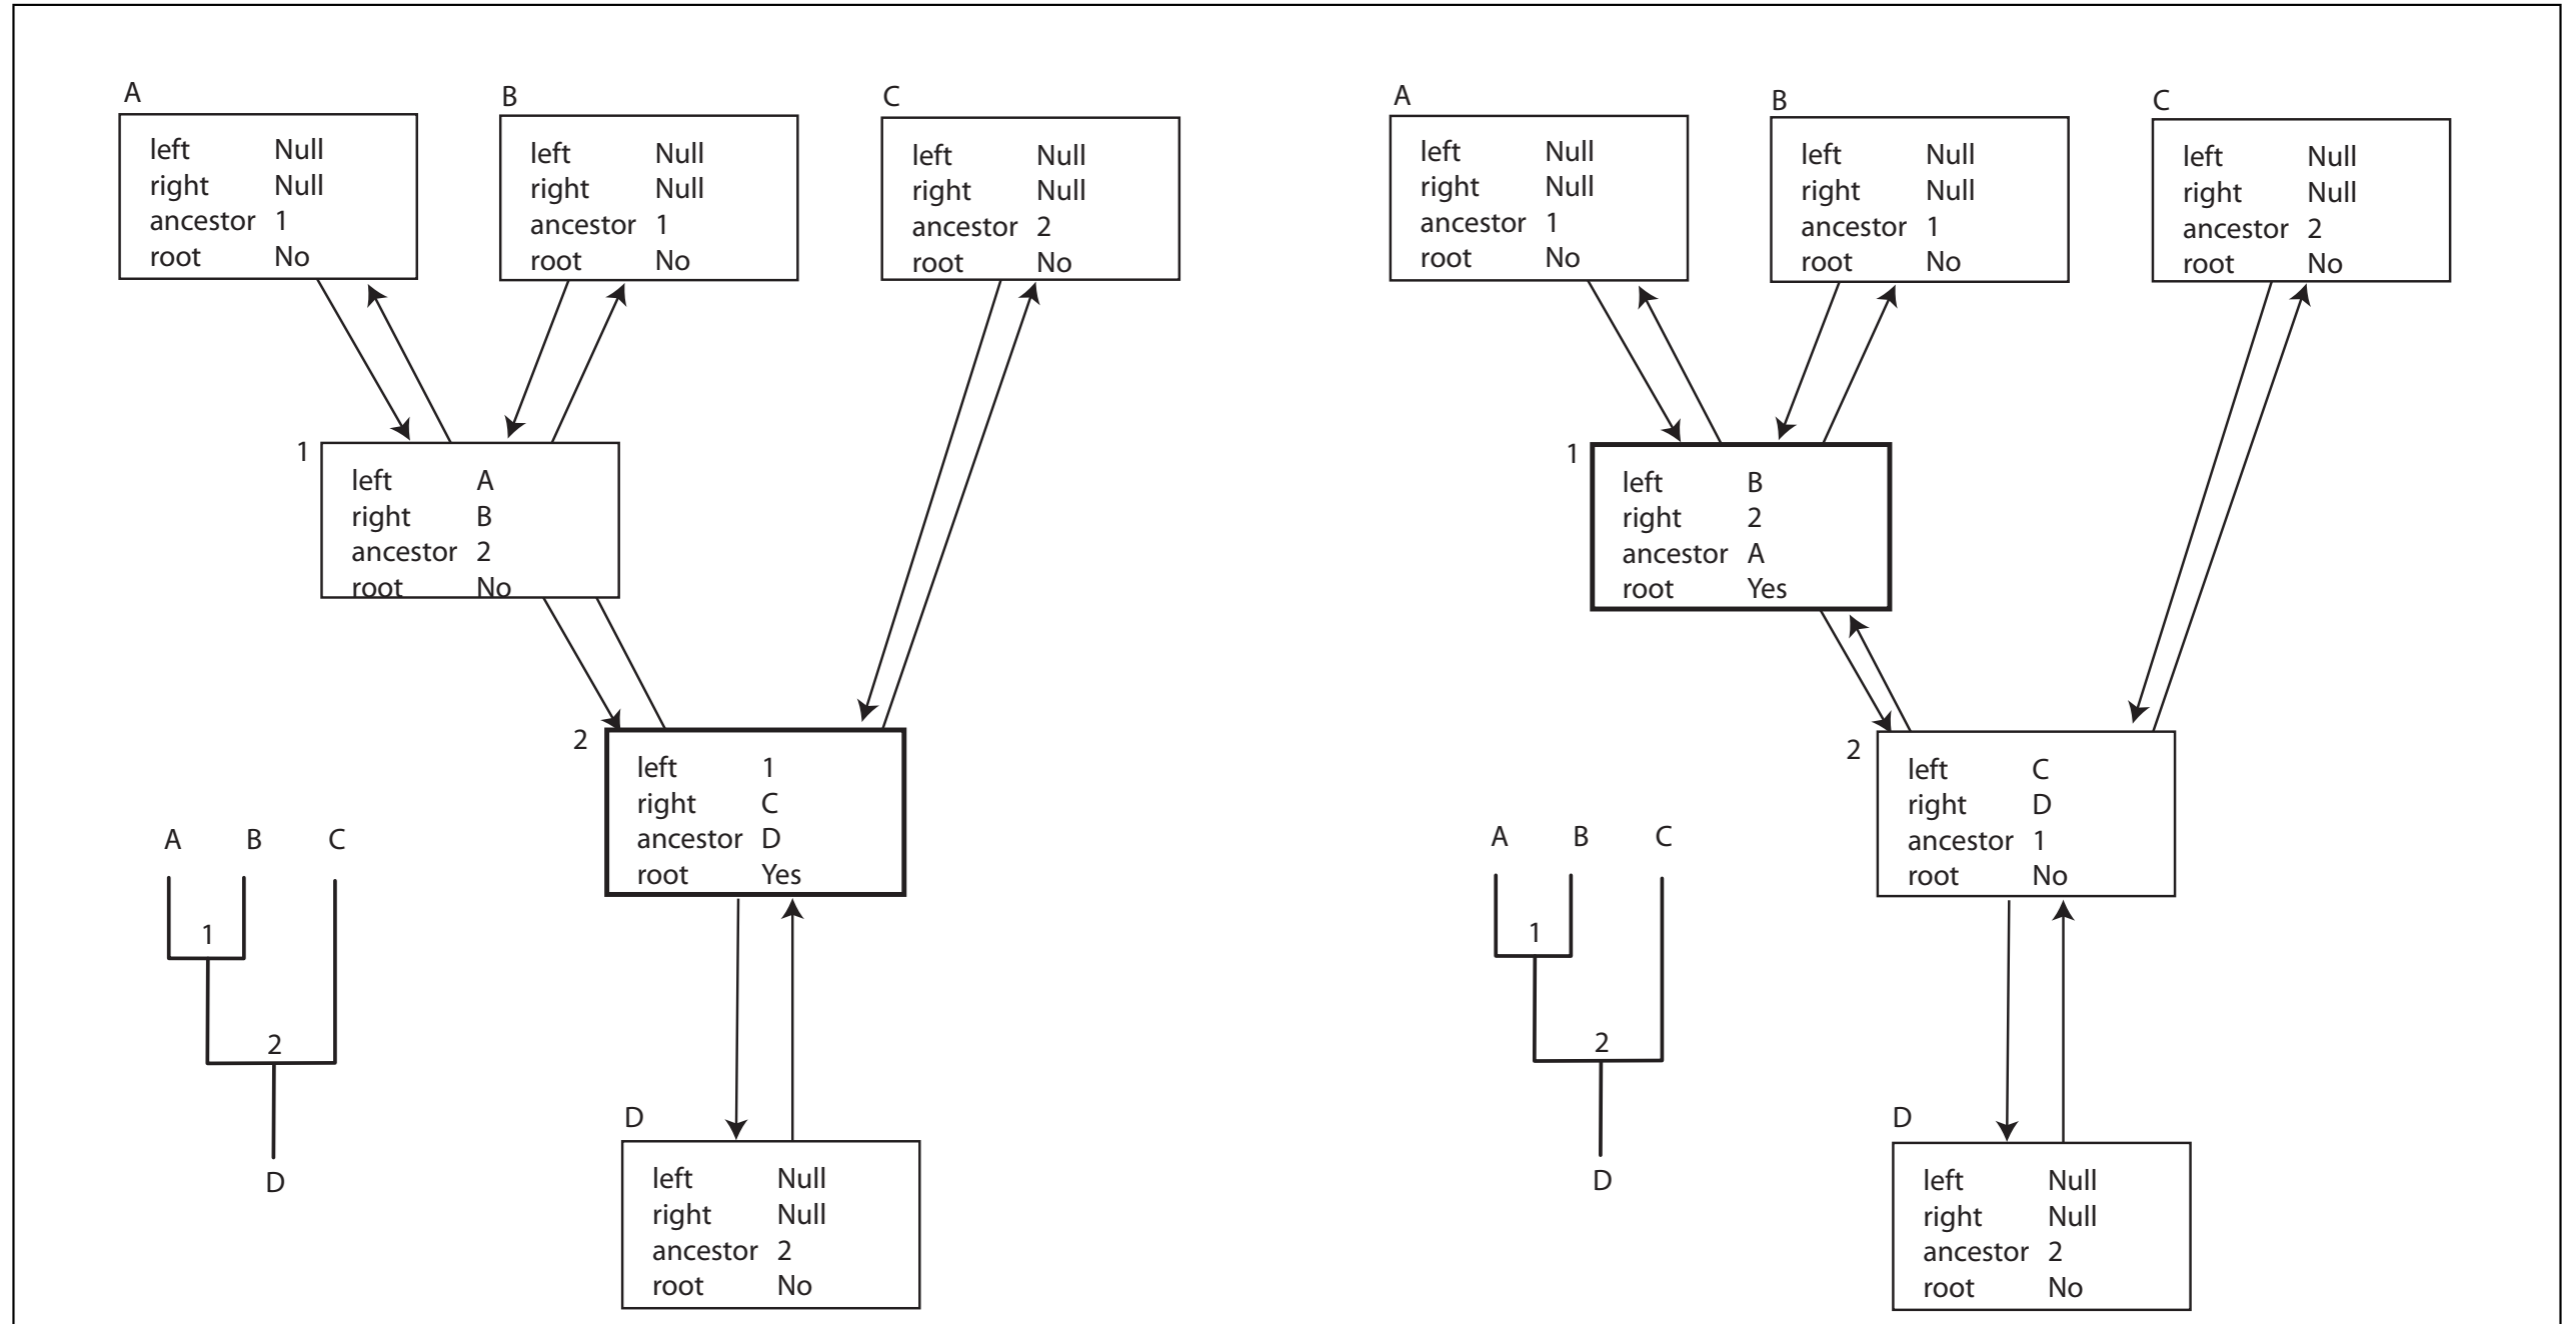 A
left Null
right Null
ancestor 1
root No
B
left Null
right Null
ancestor 1
root No
C
left Null
right Null
ancestor 2
root No
1
left A
right B
ancestor 2
root No
2
left 1
right C
ancestor D
root Yes
D
left Null
right Null
ancestor 2
root No
A B C
1
2
D
A
left Null
right Null
ancestor 1
root No
B
left Null
right Null
ancestor 1
root No
C
left Null
right Null
ancestor 2
root No
1
left B
right 2
ancestor A
root Yes
2
left C
right D
ancestor 1
root No
D
left Null
right Null
ancestor 2
root No
A B C
1
2
D